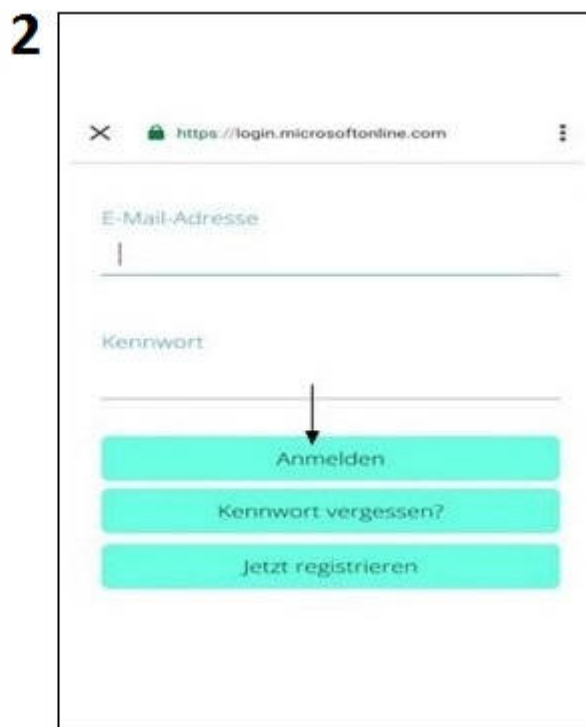 2
https://login.microsoftonline.com
E-Mail-Adresse
Kennwort
Anmelden
Kennwort vergessen?
Jetzt registrieren